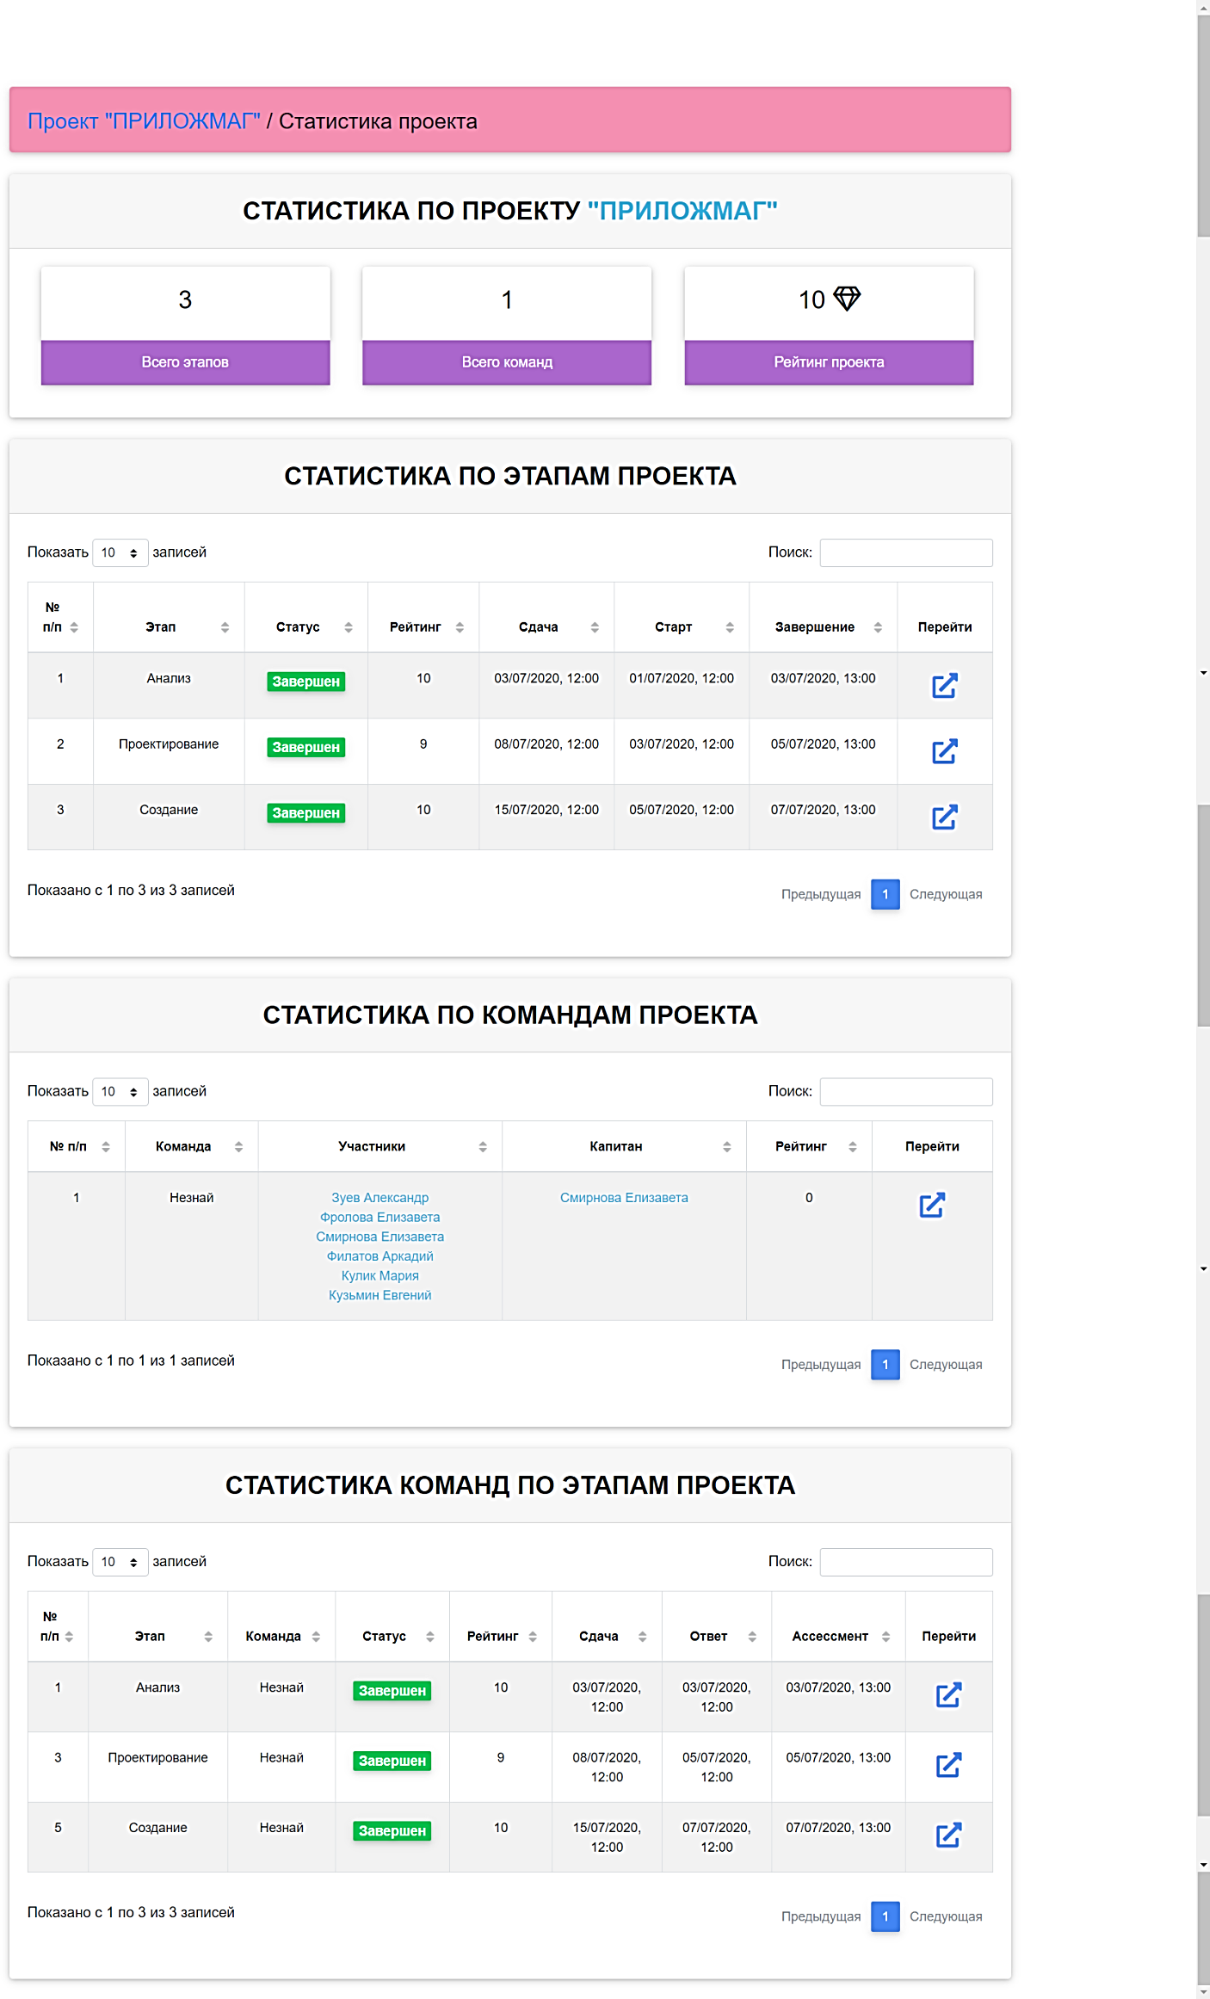 Проект "ПРИЛОЖМАГ" / Статистика проекта
СТАТИСТИКА ПО ПРОЕКТУ "ПРИЛОЖМАГ"
3
Всего этапов
1
Всего команд
10
Рейтинг проекта
СТАТИСТИКА ПО ЭТАПАМ ПРОЕКТА
Показать 10 записей Поиск:
№ п/п Этап Статус Рейтинг Сдача Старт Завершение Перейти
1 Анализ Завершен 10 03/07/2020, 12:00 01/07/2020, 12:00 03/07/2020, 13:00
2 Проектирование Завершен 9 08/07/2020, 12:00 03/07/2020, 12:00 05/07/2020, 13:00
3 Создание Завершен 10 15/07/2020, 12:00 05/07/2020, 12:00 07/07/2020, 13:00
Показано с 1 по 3 из 3 записей Предыдущая 1 Следующая
СТАТИСТИКА ПО КОМАНДАМ ПРОЕКТА
Показать 10 записей Поиск:
№ п/п Команда Участники Капитан Рейтинг Перейти
1 Незнай Зуев Александр Смирнова Елизавета 0
Фролова Елизавета
Смирнова Елизавета
Филатов Аркадий
Кулик Мария
Кузьмин Евгений
Показано с 1 по 1 из 1 записей Предыдущая 1 Следующая
СТАТИСТИКА КОМАНД ПО ЭТАПАМ ПРОЕКТА
Показать 10 записей Поиск:
№ п/п Этап Команда Статус Рейтинг Сдача Ответ Ассессмент Перейти
1 Анализ Незнай Завершен 10 03/07/2020, 12:00 03/07/2020, 12:00 03/07/2020, 13:00
3 Проектирование Незнай Завершен 9 08/07/2020, 12:00 05/07/2020, 12:00 05/07/2020, 13:00
5 Создание Незнай Завершен 10 15/07/2020, 12:00 07/07/2020, 12:00 07/07/2020, 13:00
Показано с 1 по 3 из 3 записей Предыдущая 1 Следующая